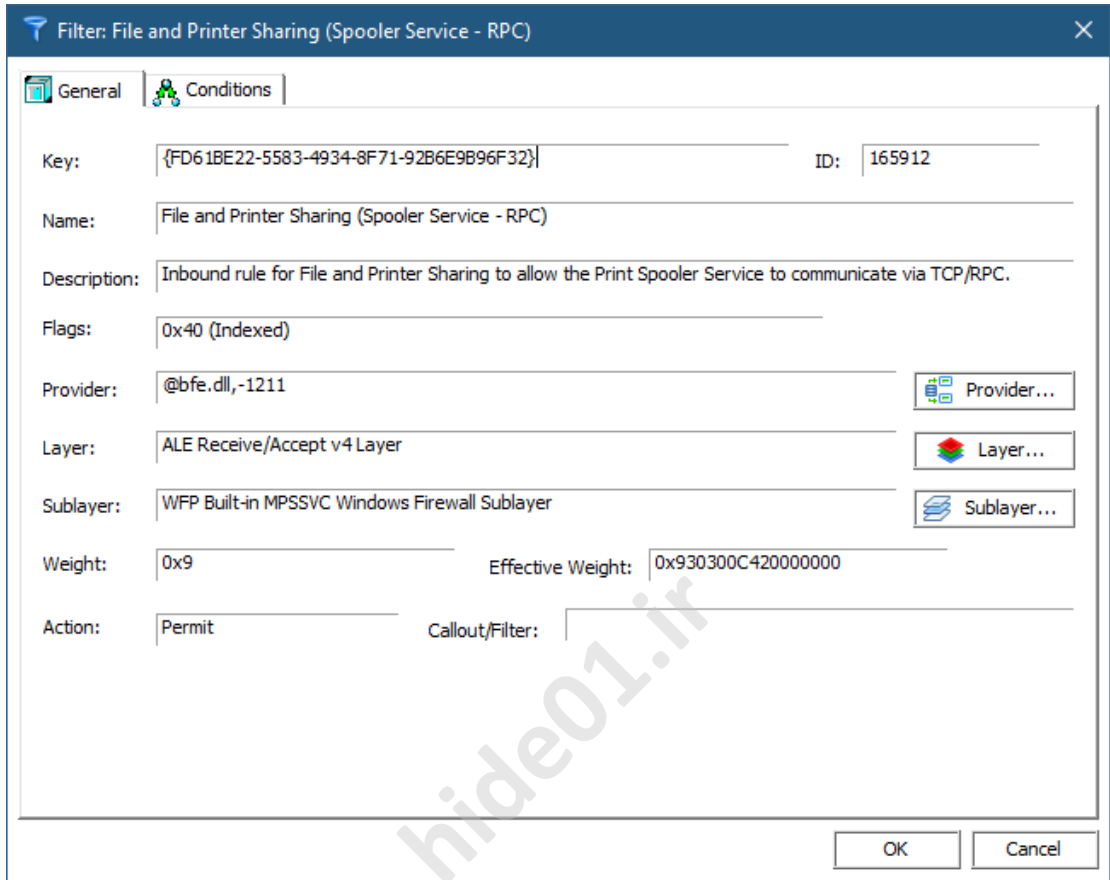 Filter: File and Printer Sharing (Spooler Service - RPC)
General Conditions
Key: {FD61BE22-5583-4934-8F71-92B6E9B96F32} ID: 165912
Name: File and Printer Sharing (Spooler Service - RPC)
Description: Inbound rule for File and Printer Sharing to allow the Print Spooler Service to communicate via TCP/RPC.
Flags: 0x40 (Indexed)
Provider: @bfe.dll,-1211 Provider...
Layer: ALE Receive/Accept v4 Layer Layer...
Sublayer: WFP Built-in MPSSVC Windows Firewall Sublayer Sublayer...
Weight: 0x9 Effective Weight: 0x930300C420000000
Action: Permit Callout/Filter:
hide01.ir
OK Cancel